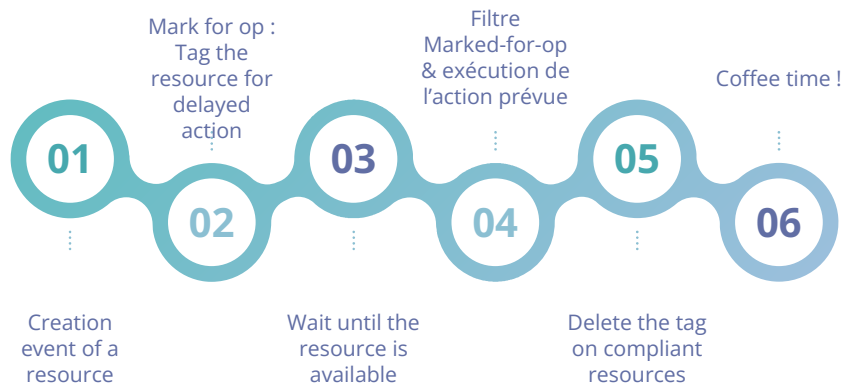 01
Creation
event of a
resource
Mark for op :
Tag the
resource for
delayed
action
02
03
Wait until the
resource is
available
Filtre
Marked-for-op
& exécution de
l’action prévue
04
05
Delete the tag
on compliant
resources
Coffee time !
06